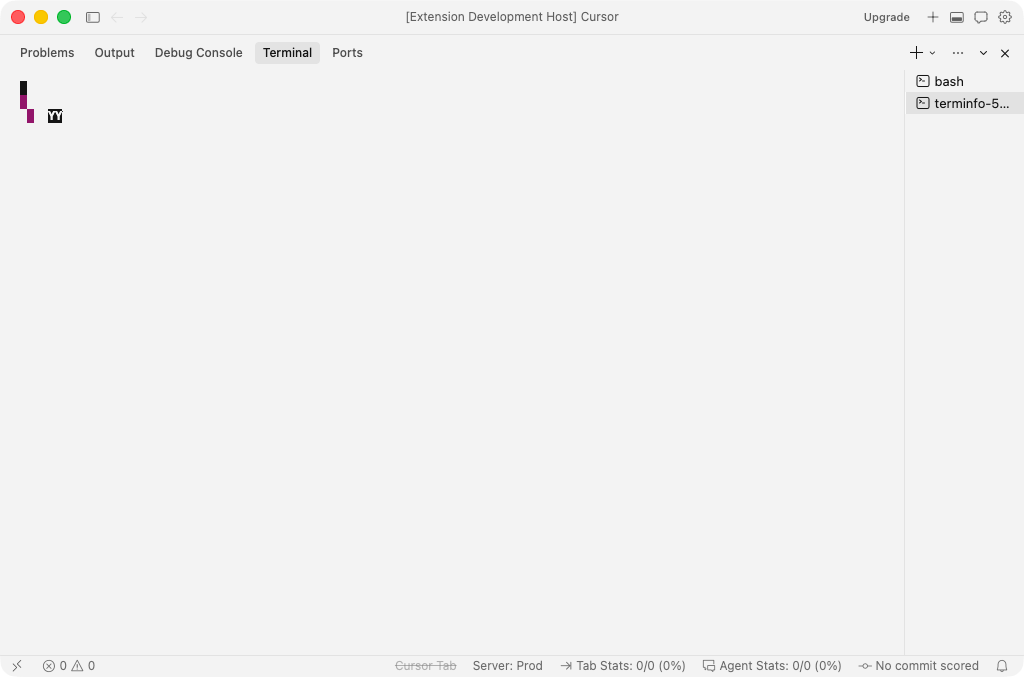 [Extension Development Host] Cursor
Upgrade
Problems Output Debug Console Terminal Ports
bash
terminfo-5...
YY
0 0 Cursor Tab Server: Prod Tab Stats: 0/0 (0%) Agent Stats: 0/0 (0%) No commit scored